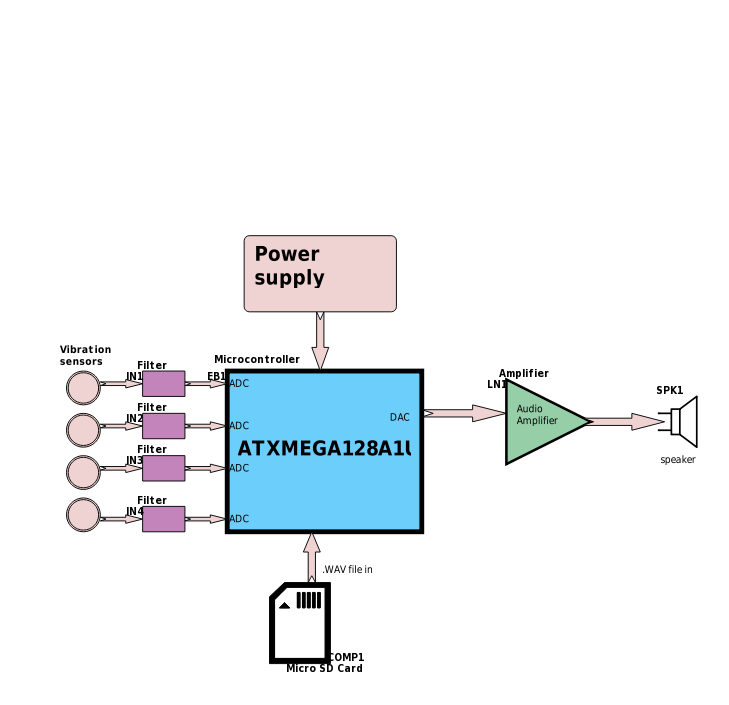 Power
supply
Microcontroller
Vibration
sensors
Filter
IN1
EB1
ADC
Filter
IN2
ADC
Filter
IN3
ADC
Filter
IN4
ADC
DAC
ATXMEGA128A1U
Amplifier
LN1
Audio
Amplifier
SPK1
speaker
.WAV file in
COMP1
Micro SD Card